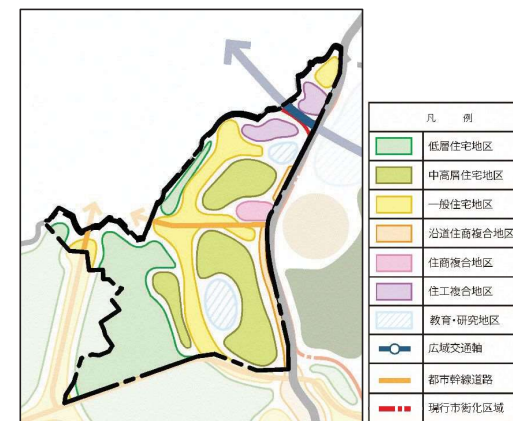 凡 例
低層住宅地区
中高層住宅地区
一般住宅地区
沿道住商複合地区
住商複合地区
住工複合地区
教育・研究地区
広域交通軸
都市幹線道路
現行市街化区域